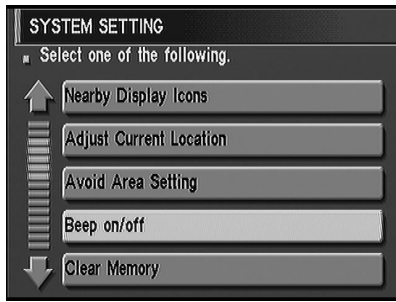 SYSTEM SETTING
Select one of the following.
Nearby Display Icons
Adjust Current Location
Avoid Area Setting
Beep on/off
Clear Memory